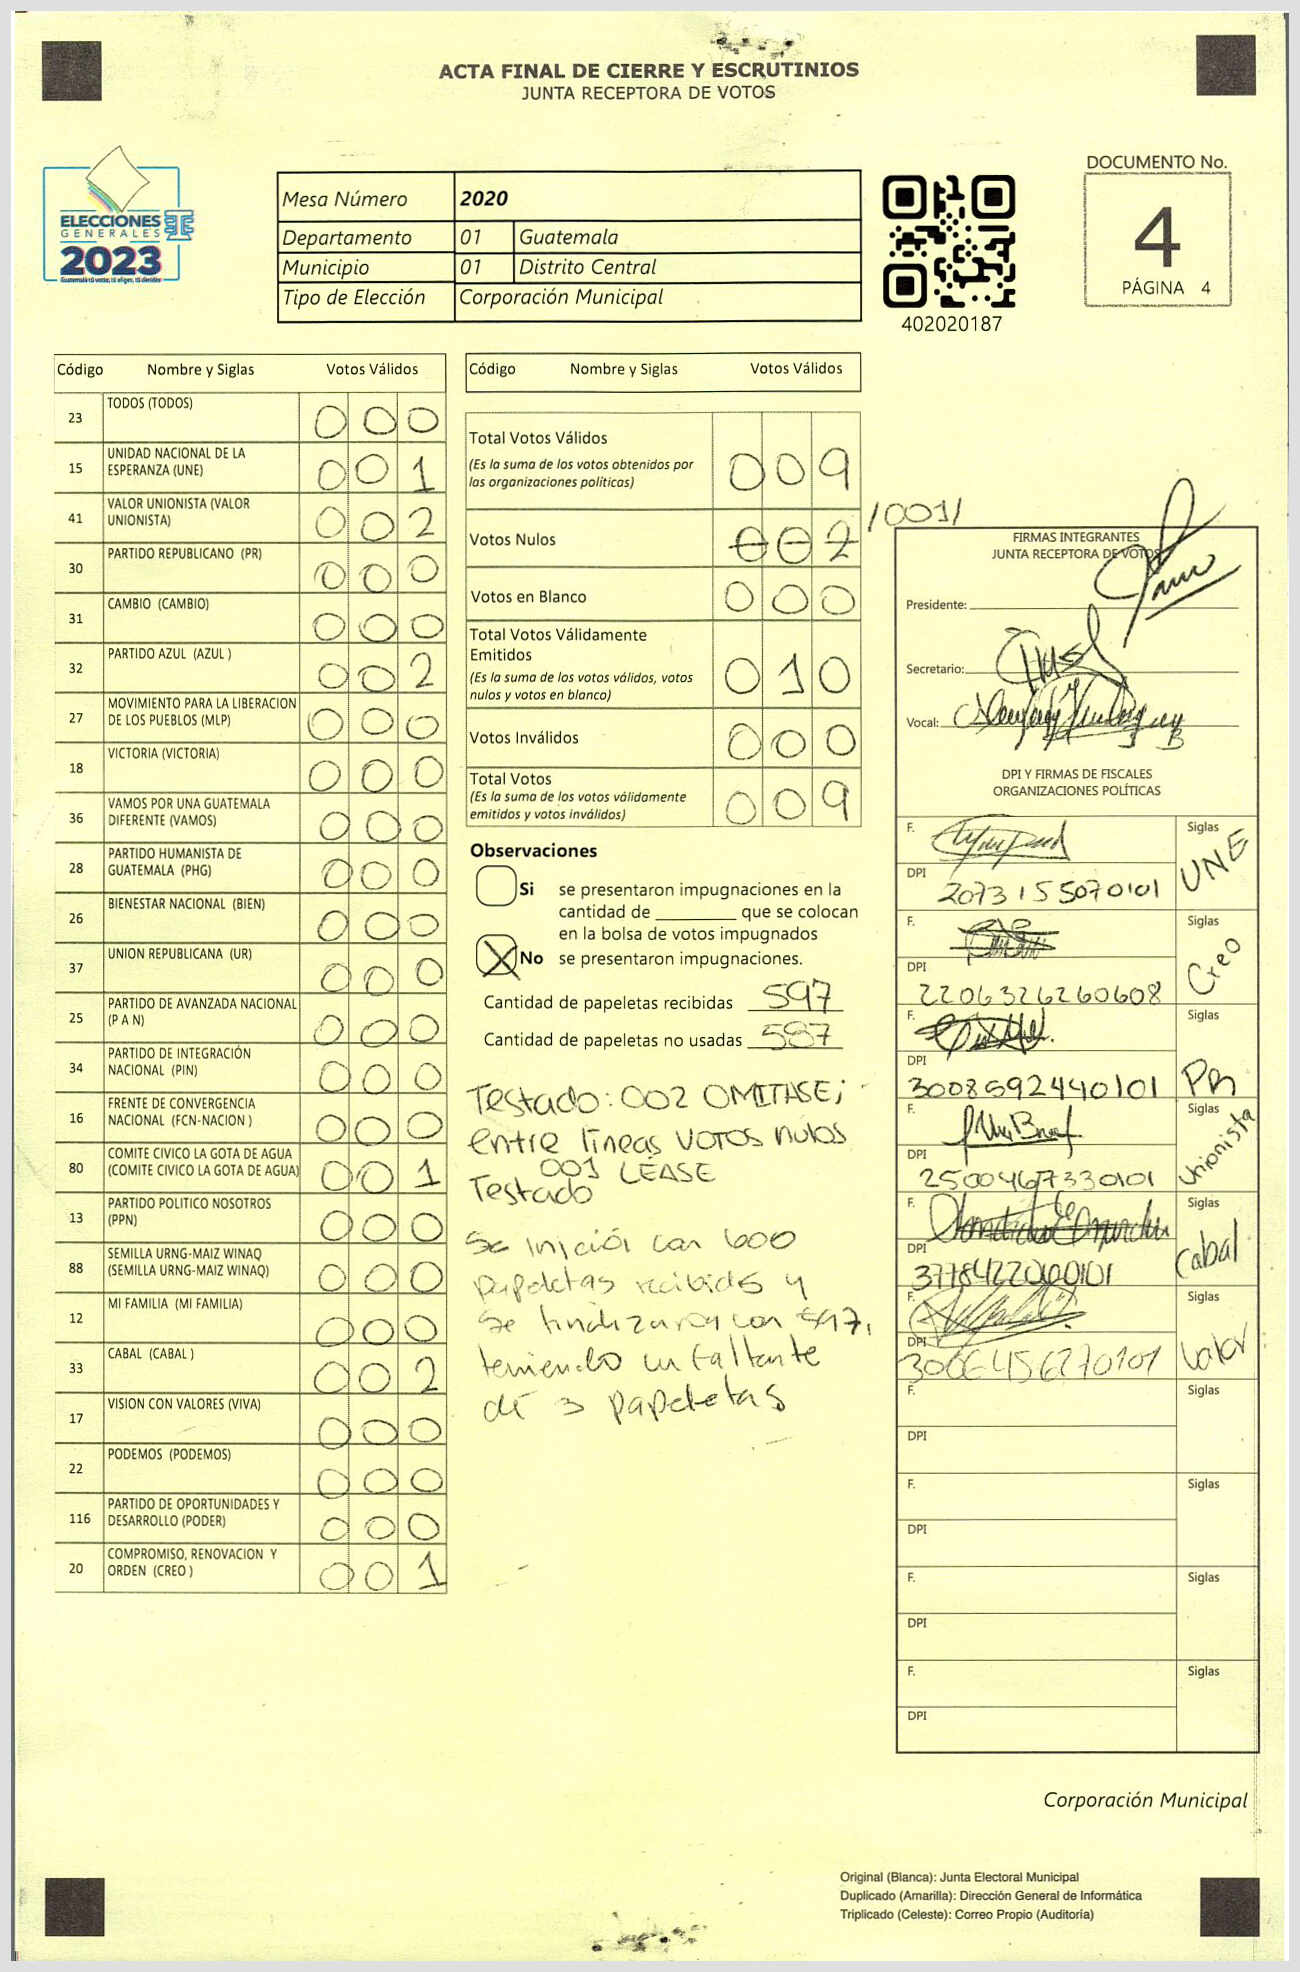 ACTA FINAL DE CIERRE Y ESCRUTINIOS
JUNTA RECEPTORA DE VOTOS
ELECCIONES
GENERALES
2023
Guatemala tú votas, tú eliges, tú decides
Mesa Número 2020
Departamento 01 Guatemala
Municipio 01 Distrito Central
Tipo de Elección Corporación Municipal
402020187
DOCUMENTO No.
4
PÁGINA 4
Código Nombre y Siglas Votos Válidos
23 TODOS (TODOS) 0 0 0
15 UNIDAD NACIONAL DE LA ESPERANZA (UNE) 0 0 1
41 VALOR UNIONISTA (VALOR UNIONISTA) 0 0 2
30 PARTIDO REPUBLICANO (PR) 0 0 0
31 CAMBIO (CAMBIO) 0 0 0
32 PARTIDO AZUL (AZUL ) 0 0 2
27 MOVIMIENTO PARA LA LIBERACION DE LOS PUEBLOS (MLP) 0 0 0
18 VICTORIA (VICTORIA) 0 0 0
36 VAMOS POR UNA GUATEMALA DIFERENTE (VAMOS) 0 0 0
28 PARTIDO HUMANISTA DE GUATEMALA (PHG) 0 0 0
26 BIENESTAR NACIONAL (BIEN) 0 0 0
37 UNION REPUBLICANA (UR) 0 0 0
25 PARTIDO DE AVANZADA NACIONAL (P A N) 0 0 0
34 PARTIDO DE INTEGRACIÓN NACIONAL (PIN) 0 0 0
16 FRENTE DE CONVERGENCIA NACIONAL (FCN-NACION ) 0 0 0
80 COMITE CIVICO LA GOTA DE AGUA (COMITE CIVICO LA GOTA DE AGUA) 0 0 1
13 PARTIDO POLITICO NOSOTROS (PPN) 0 0 0
88 SEMILLA URNG-MAIZ WINAQ (SEMILLA URNG-MAIZ WINAQ) 0 0 0
12 MI FAMILIA (MI FAMILIA) 0 0 0
33 CABAL (CABAL ) 0 0 2
17 VISION CON VALORES (VIVA) 0 0 0
22 PODEMOS (PODEMOS) 0 0 0
116 PARTIDO DE OPORTUNIDADES Y DESARROLLO (PODER) 0 0 0
20 COMPROMISO, RENOVACION Y ORDEN (CREO ) 0 0 1
Código Nombre y Siglas Votos Válidos
Total Votos Válidos 0 0 9
(Es la suma de los votos obtenidos por
las organizaciones políticas)
Votos Nulos 0 0 2 /001/
Votos en Blanco 0 0 0
Total Votos Válidamente
Emitidos 0 1 0
(Es la suma de los votos válidos, votos
nulos y votos en blanco)
Votos Inválidos 0 0 0
Total Votos 0 0 9
(Es la suma de los votos válidamente
emitidos y votos inválidos)
Observaciones
Si se presentaron impugnaciones en la
cantidad de ________ que se colocan
en la bolsa de votos impugnados
X No se presentaron impugnaciones.
Cantidad de papeletas recibidas 597
Cantidad de papeletas no usadas 587
Testado: 002 OMITASE;
entre líneas votos nulos
001 LEASE
Testado
Se inició con 600
papeletas recibidas y
se finalizaron con 597,
teniendo un faltante
de 3 papeletas
FIRMAS INTEGRANTES
JUNTA RECEPTORA DE VOTOS
Presidente:
Secretario:
Vocal:
DPI Y FIRMAS DE FISCALES
ORGANIZACIONES POLÍTICAS
F. Siglas UNE
DPI 2073155070101
F. Siglas Creo
DPI 2206326260608
F. Siglas PR
DPI 3008592440101
F. Siglas Unionista
DPI 2500467330101
F. Siglas Cabal
DPI
F. Siglas Valor
DPI 3006456270101
F. Siglas
DPI
F. Siglas
DPI
F. Siglas
DPI
F. Siglas
DPI
Corporación Municipal
Original (Blanca): Junta Electoral Municipal
Duplicado (Amarilla): Dirección General de Informática
Triplicado (Celeste): Correo Propio (Auditoría)